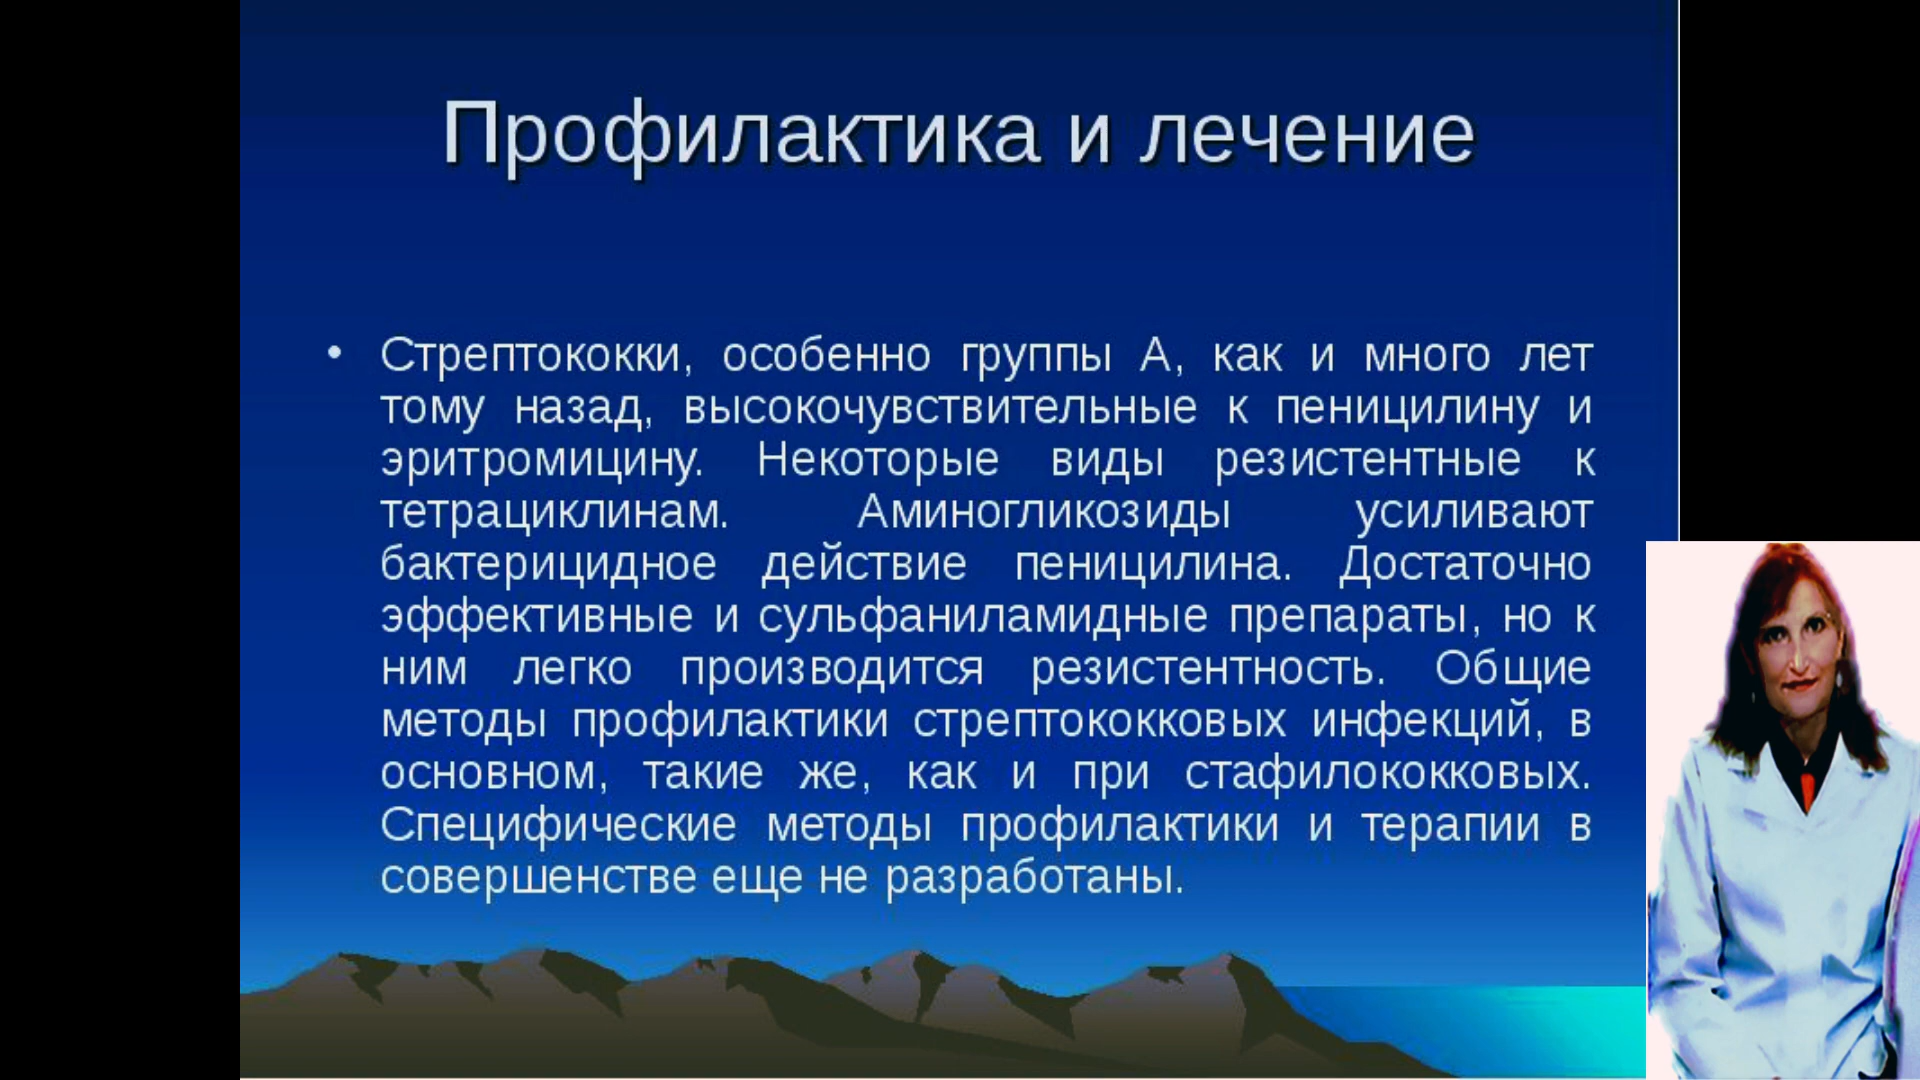 Профилактика и лечение
• Стрептококки, особенно группы А, как и много лет
тому назад, высокочувствительные к пеницилину и
эритромицину. Некоторые виды резистентные к
тетрациклинам. Аминогликозиды усиливают
бактерицидное действие пеницилина. Достаточно
эффективные и сульфаниламидные препараты, но к
ним легко производится резистентность. Общие
методы профилактики стрептококковых инфекций, в
основном, такие же, как и при стафилококковых.
Специфические методы профилактики и терапии в
совершенстве еще не разработаны.